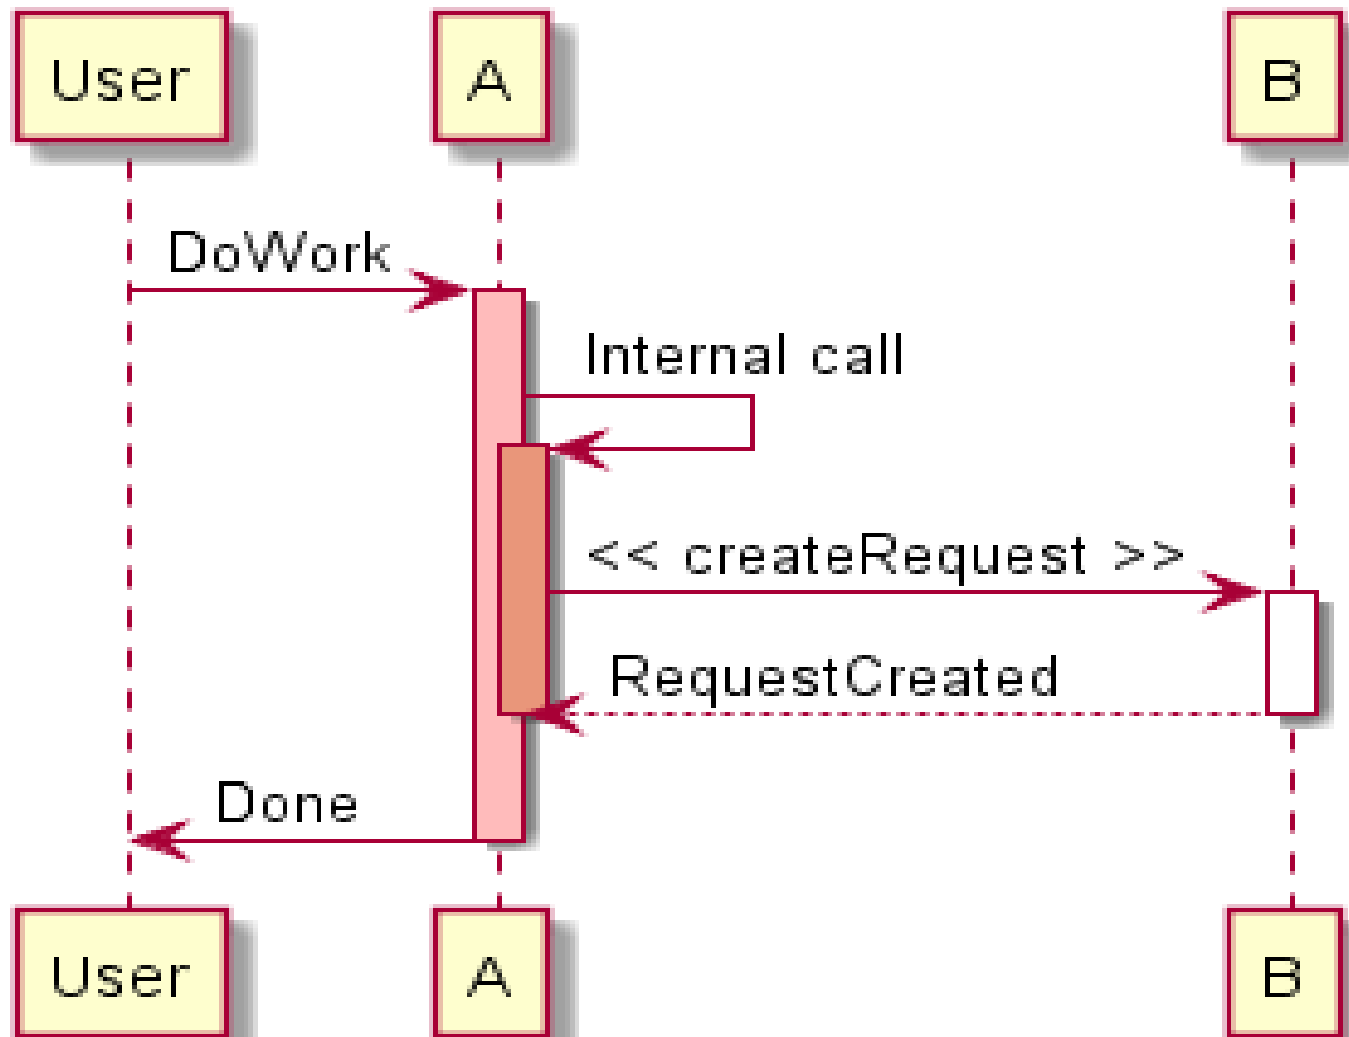 User
A
B
DoWork
Internal call
<< createRequest >>
RequestCreated
Done
User
A
B